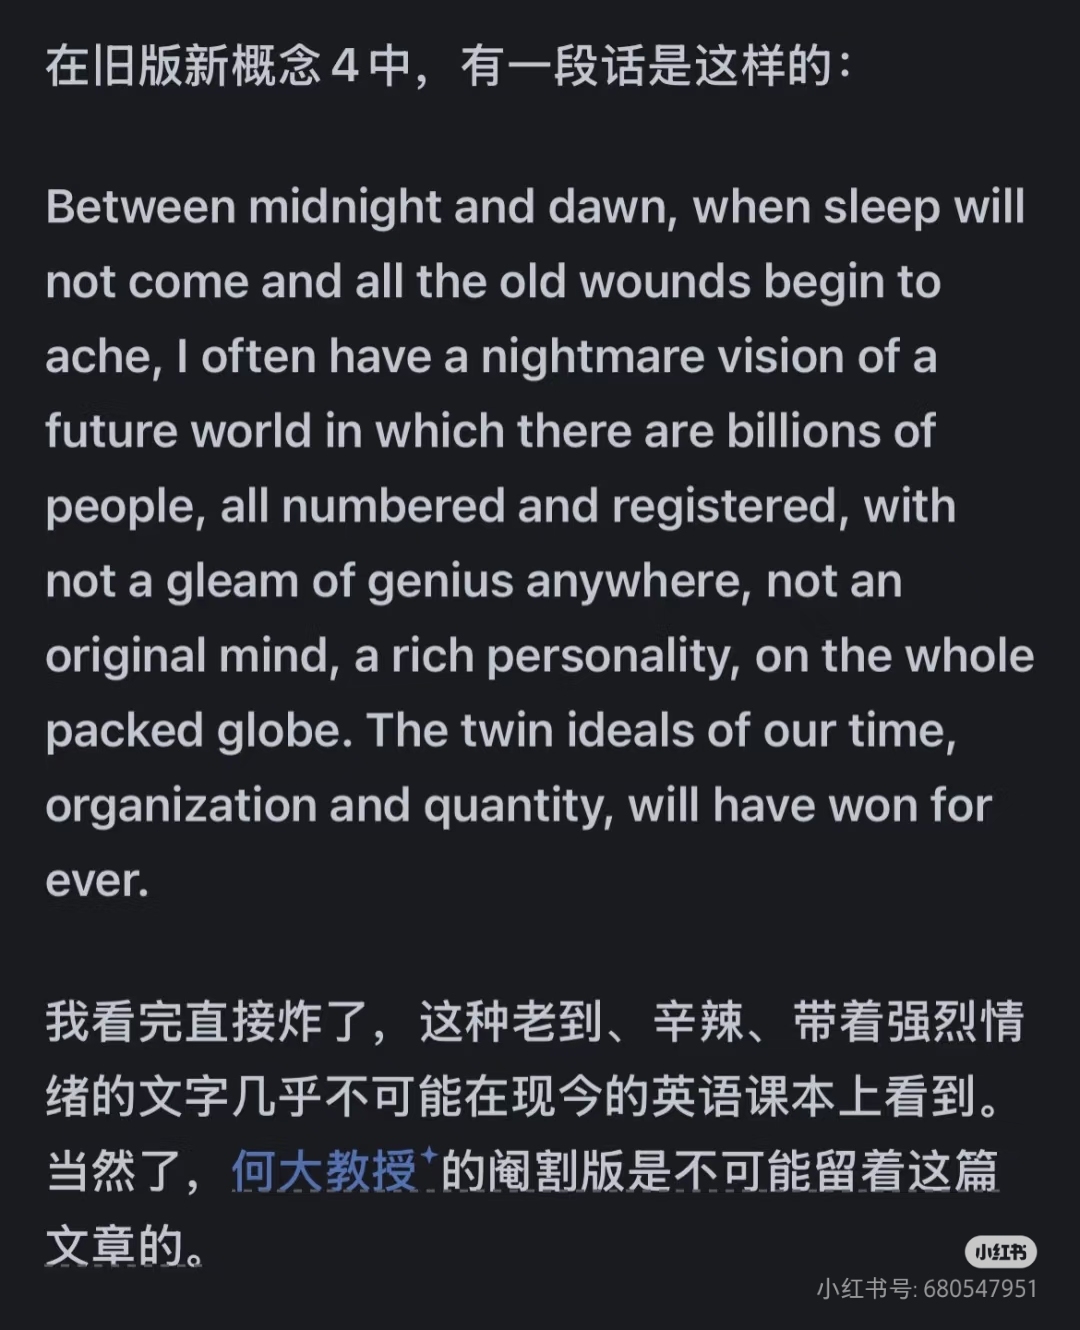 在旧版新概念4中，有一段话是这样的：
Between midnight and dawn, when sleep will
not come and all the old wounds begin to
ache, I often have a nightmare vision of a
future world in which there are billions of
people, all numbered and registered, with
not a gleam of genius anywhere, not an
original mind, a rich personality, on the whole
packed globe. The twin ideals of our time,
organization and quantity, will have won for
ever.
我看完直接炸了，这种老到、辛辣、带着强烈情
绪的文字几乎不可能在现今的英语课本上看到。
当然了，何大教授的阉割版是不可能留着这篇
文章的。
小红书
小红书号: 680547951